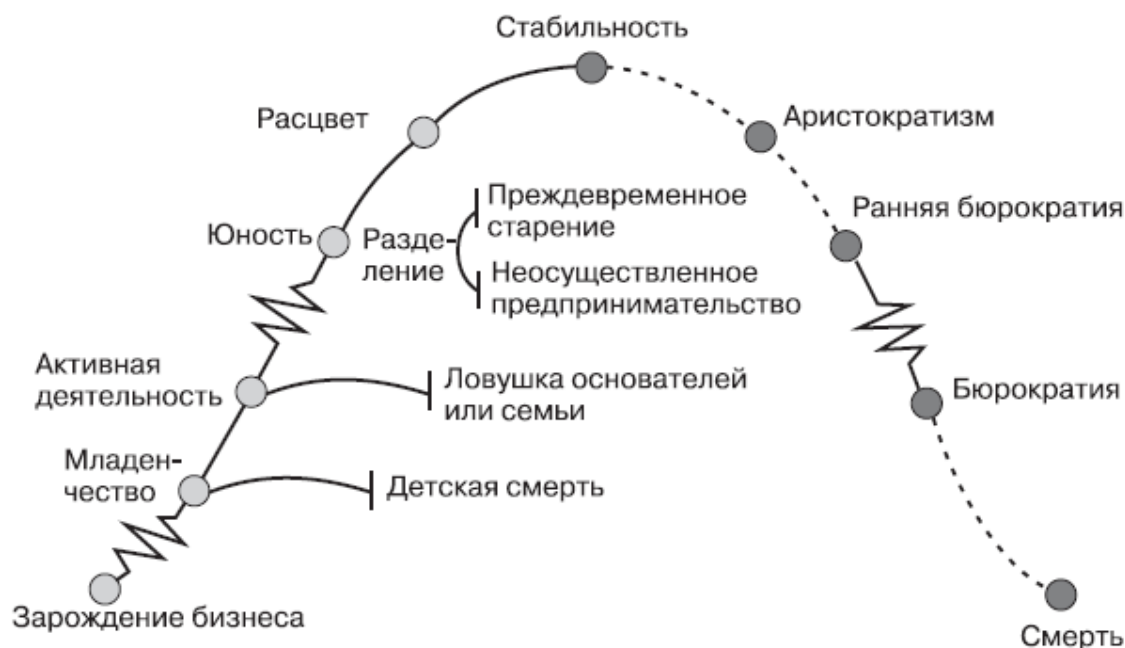 Стабильность
Расцвет
Аристократизм
Преждевременное
старение
Ранняя бюрократия
Юность
Разде-
ление
Неосуществленное
предпринимательство
Активная
деятельность
Ловушка основателей
или семьи
Бюрократия
Младен-
чество
Детская смерть
Зарождение бизнеса
Смерть